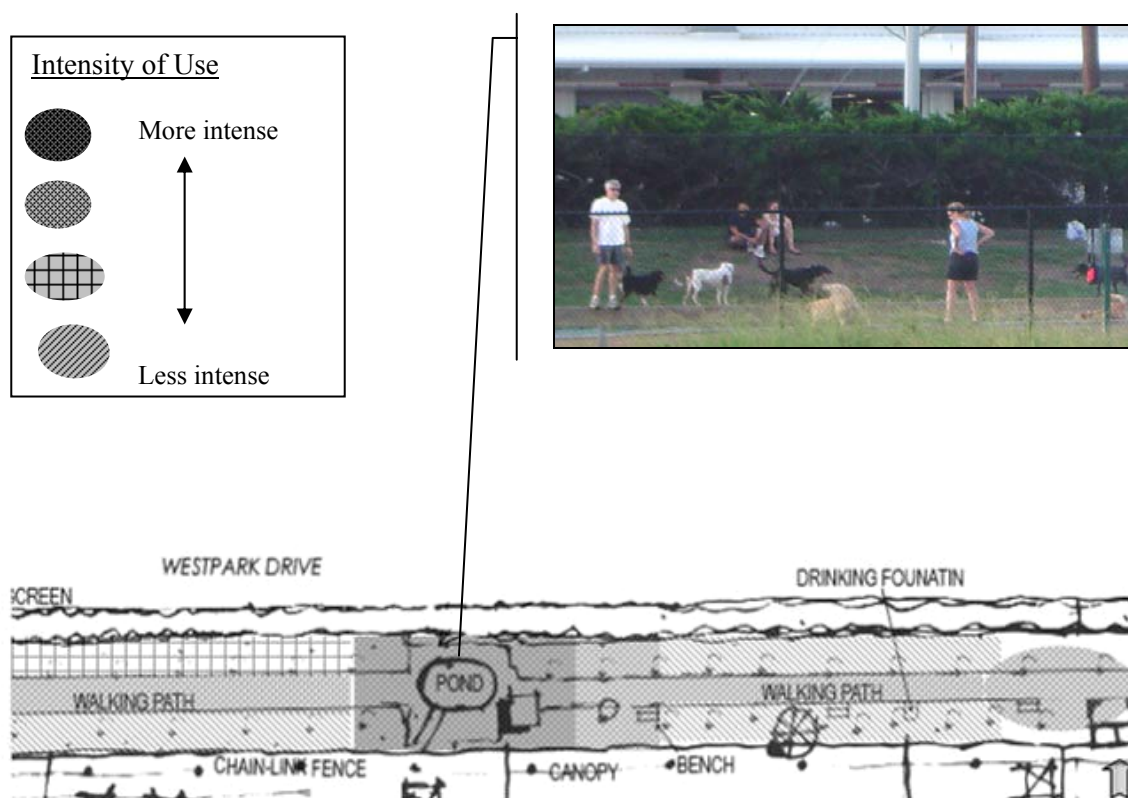 Intensity of Use
More intense
Less intense
WESTPARK DRIVE
SCREEN
DRINKING FOUNATIN
POND
WALKING PATH
WALKING PATH
CHAIN-LINK FENCE
CANOPY
BENCH